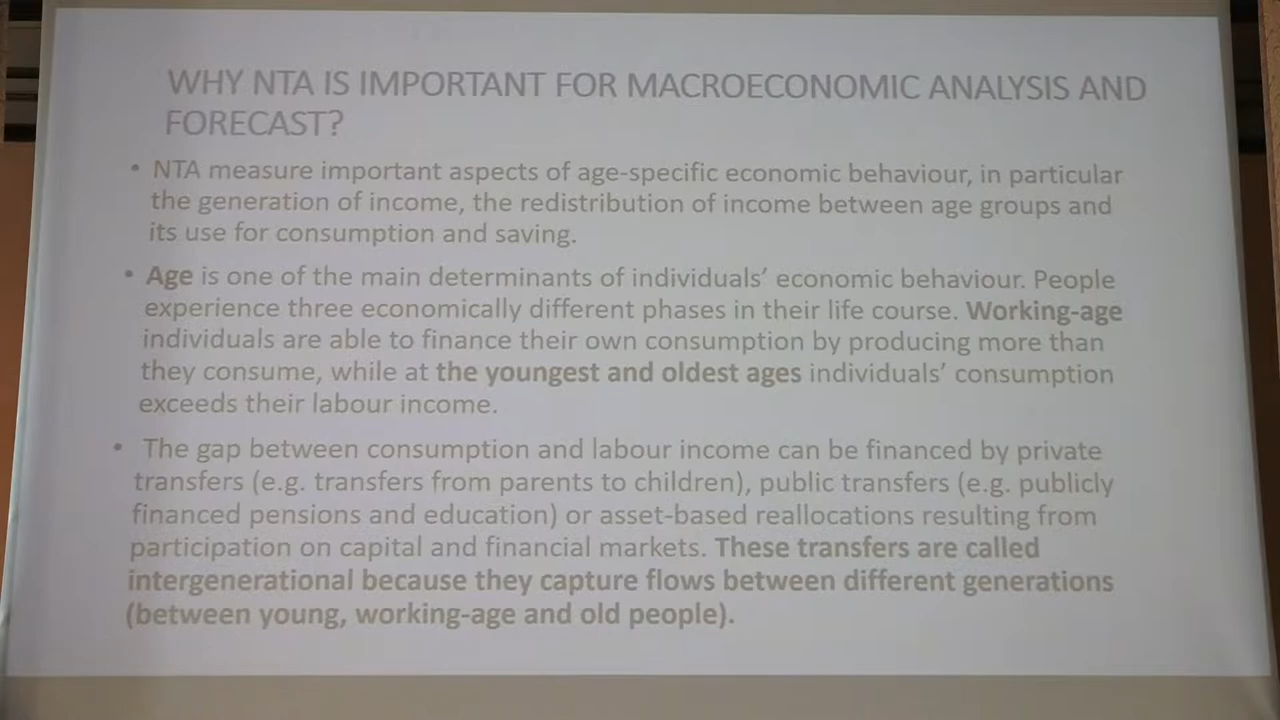 WHY NTA IS IMPORTANT FOR MACROECONOMIC ANALYSIS AND
FORECAST?
• NTA measure important aspects of age-specific economic behaviour, in particular
the generation of income, the redistribution of income between age groups and
its use for consumption and saving.
• Age is one of the main determinants of individuals’ economic behaviour. People
experience three economically different phases in their life course. Working-age
individuals are able to finance their own consumption by producing more than
they consume, while at the youngest and oldest ages individuals’ consumption
exceeds their labour income.
• The gap between consumption and labour income can be financed by private
transfers (e.g. transfers from parents to children), public transfers (e.g. publicly
financed pensions and education) or asset-based reallocations resulting from
participation on capital and financial markets. These transfers are called
intergenerational because they capture flows between different generations
(between young, working-age and old people).